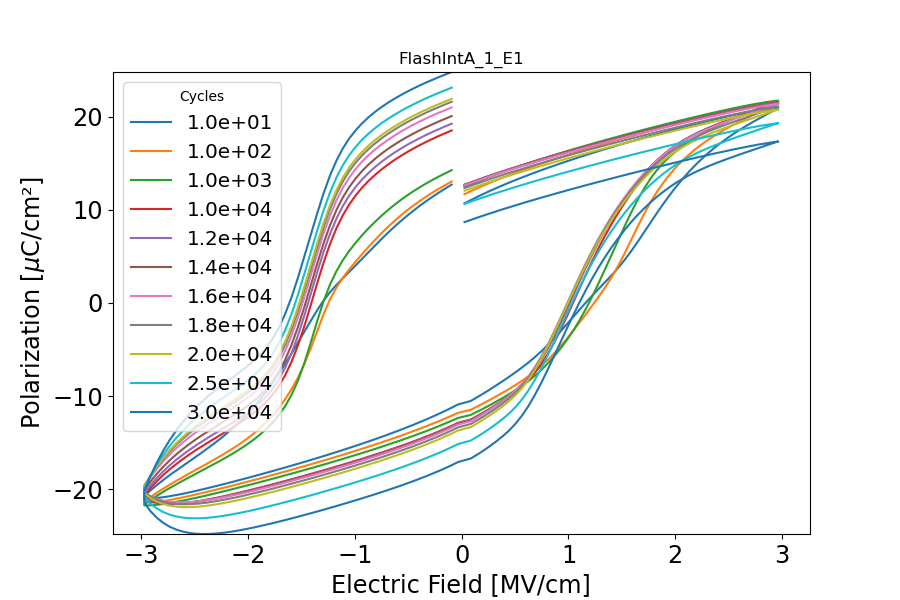 FlashIntA_1_E1
Cycles
1.0e+01
1.0e+02
1.0e+03
1.0e+04
1.2e+04
1.4e+04
1.6e+04
1.8e+04
2.0e+04
2.5e+04
3.0e+04
Polarization [μC/cm²]
20
10
0
−10
−20
−3 −2 −1 0 1 2 3
Electric Field [MV/cm]